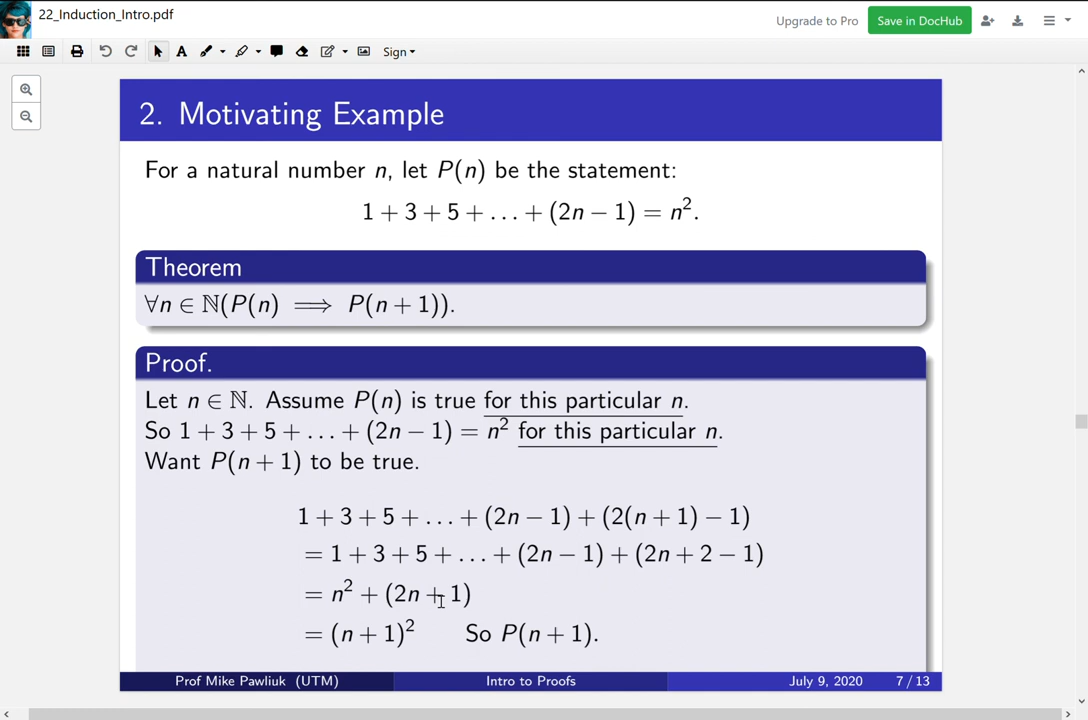 22_Induction_Intro.pdf
Upgrade to Pro
Save in DocHub
A
Sign
2. Motivating Example
For a natural number n, let P(n) be the statement:
1 + 3 + 5 + … + (2n − 1) = n².
Theorem
∀n ∈ ℕ(P(n) ⟹ P(n + 1)).
Proof.
Let n ∈ ℕ. Assume P(n) is true for this particular n.
So 1 + 3 + 5 + … + (2n − 1) = n² for this particular n.
Want P(n + 1) to be true.
1 + 3 + 5 + … + (2n − 1) + (2(n + 1) − 1)
= 1 + 3 + 5 + … + (2n − 1) + (2n + 2 − 1)
= n² + (2n + 1)
= (n + 1)² So P(n + 1).
Prof Mike Pawliuk (UTM) Intro to Proofs July 9, 2020 7 / 13